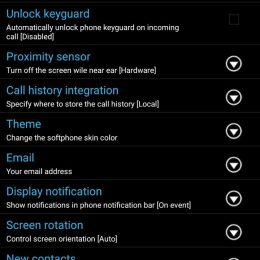 Unlock keyguard
Automatically unlock phone keyguard on incoming
call [Disabled]
Proximity sensor
Turn off the screen wile near ear [Hardware]
Call history integration
Specify where to store the call history [Local]
Theme
Change the softphone skin color
Email
Your email address
Display notification
Show notifications in phone notification bar [On event]
Screen rotation
Control screen orientation [Auto]
New contacts